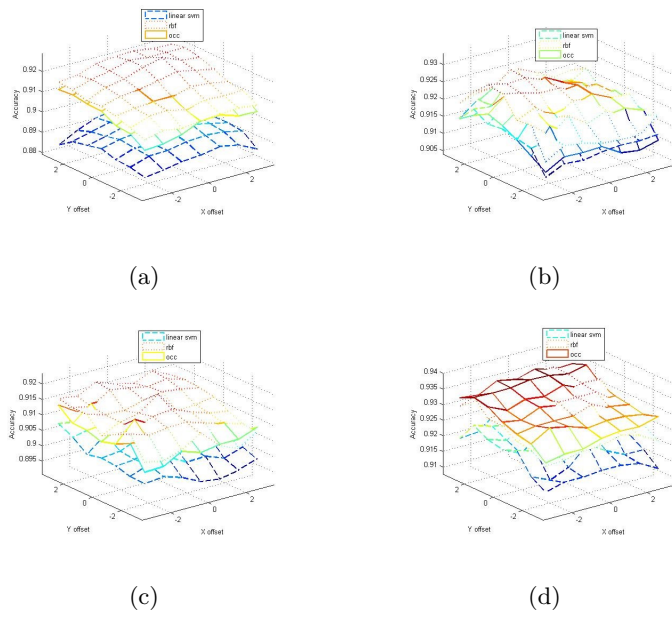 linear svm
rbf
occ
0.92
0.91
0.9
0.89
0.88
Accuracy
2
0
-2
Y offset
-2
0
2
X offset
(a)
linear svm
rbf
occ
0.93
0.925
0.92
0.915
0.91
0.905
Accuracy
2
0
-2
Y offset
-2
0
2
X offset
(b)
linear svm
rbf
occ
0.92
0.915
0.91
0.905
0.9
0.895
Accuracy
2
0
-2
Y offset
-2
0
2
X offset
(c)
linear svm
rbf
occ
0.94
0.935
0.93
0.925
0.92
0.915
0.91
Accuracy
2
0
-2
Y offset
-2
0
2
X offset
(d)